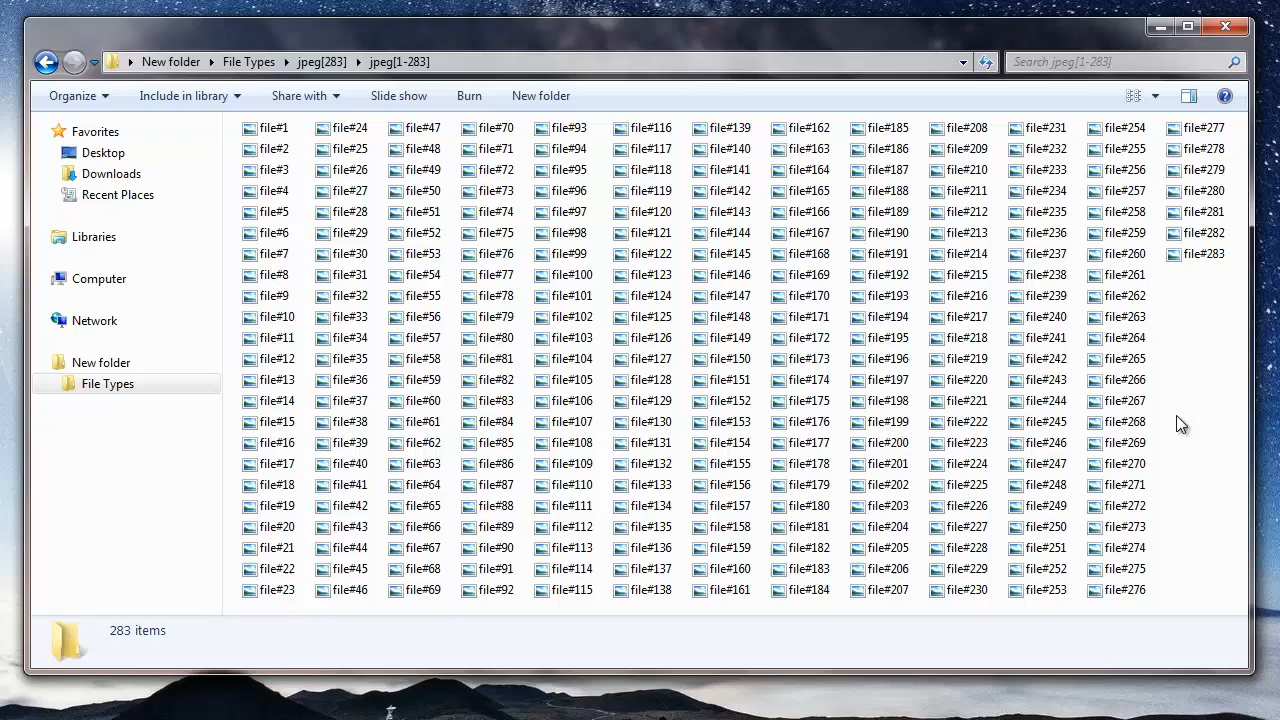 New folder File Types jpeg[283] jpeg[1-283] Search jpeg[1-283]
Organize Include in library Share with Slide show Burn New folder
Favorites
Desktop
Downloads
Recent Places
Libraries
Computer
Network
New folder
File Types
file#1 file#24 file#47 file#70 file#93 file#116 file#139 file#162 file#185 file#208 file#231 file#254 file#277
file#2 file#25 file#48 file#71 file#94 file#117 file#140 file#163 file#186 file#209 file#232 file#255 file#278
file#3 file#26 file#49 file#72 file#95 file#118 file#141 file#164 file#187 file#210 file#233 file#256 file#279
file#4 file#27 file#50 file#73 file#96 file#119 file#142 file#165 file#188 file#211 file#234 file#257 file#280
file#5 file#28 file#51 file#74 file#97 file#120 file#143 file#166 file#189 file#212 file#235 file#258 file#281
file#6 file#29 file#52 file#75 file#98 file#121 file#144 file#167 file#190 file#213 file#236 file#259 file#282
file#7 file#30 file#53 file#76 file#99 file#122 file#145 file#168 file#191 file#214 file#237 file#260 file#283
file#8 file#31 file#54 file#77 file#100 file#123 file#146 file#169 file#192 file#215 file#238 file#261
file#9 file#32 file#55 file#78 file#101 file#124 file#147 file#170 file#193 file#216 file#239 file#262
file#10 file#33 file#56 file#79 file#102 file#125 file#148 file#171 file#194 file#217 file#240 file#263
file#11 file#34 file#57 file#80 file#103 file#126 file#149 file#172 file#195 file#218 file#241 file#264
file#12 file#35 file#58 file#81 file#104 file#127 file#150 file#173 file#196 file#219 file#242 file#265
file#13 file#36 file#59 file#82 file#105 file#128 file#151 file#174 file#197 file#220 file#243 file#266
file#14 file#37 file#60 file#83 file#106 file#129 file#152 file#175 file#198 file#221 file#244 file#267
file#15 file#38 file#61 file#84 file#107 file#130 file#153 file#176 file#199 file#222 file#245 file#268
file#16 file#39 file#62 file#85 file#108 file#131 file#154 file#177 file#200 file#223 file#246 file#269
file#17 file#40 file#63 file#86 file#109 file#132 file#155 file#178 file#201 file#224 file#247 file#270
file#18 file#41 file#64 file#87 file#110 file#133 file#156 file#179 file#202 file#225 file#248 file#271
file#19 file#42 file#65 file#88 file#111 file#134 file#157 file#180 file#203 file#226 file#249 file#272
file#20 file#43 file#66 file#89 file#112 file#135 file#158 file#181 file#204 file#227 file#250 file#273
file#21 file#44 file#67 file#90 file#113 file#136 file#159 file#182 file#205 file#228 file#251 file#274
file#22 file#45 file#68 file#91 file#114 file#137 file#160 file#183 file#206 file#229 file#252 file#275
file#23 file#46 file#69 file#92 file#115 file#138 file#161 file#184 file#207 file#230 file#253 file#276
283 items